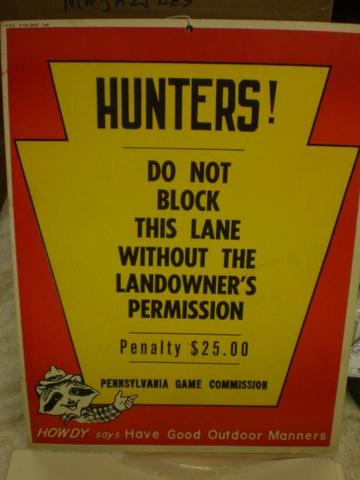 MAGAZINES
HUNTERS!
DO NOT
BLOCK
THIS LANE
WITHOUT THE
LANDOWNER'S
PERMISSION
Penalty $25.00
PENNSYLVANIA GAME COMMISSION
HOWDY says Have Good Outdoor Manners